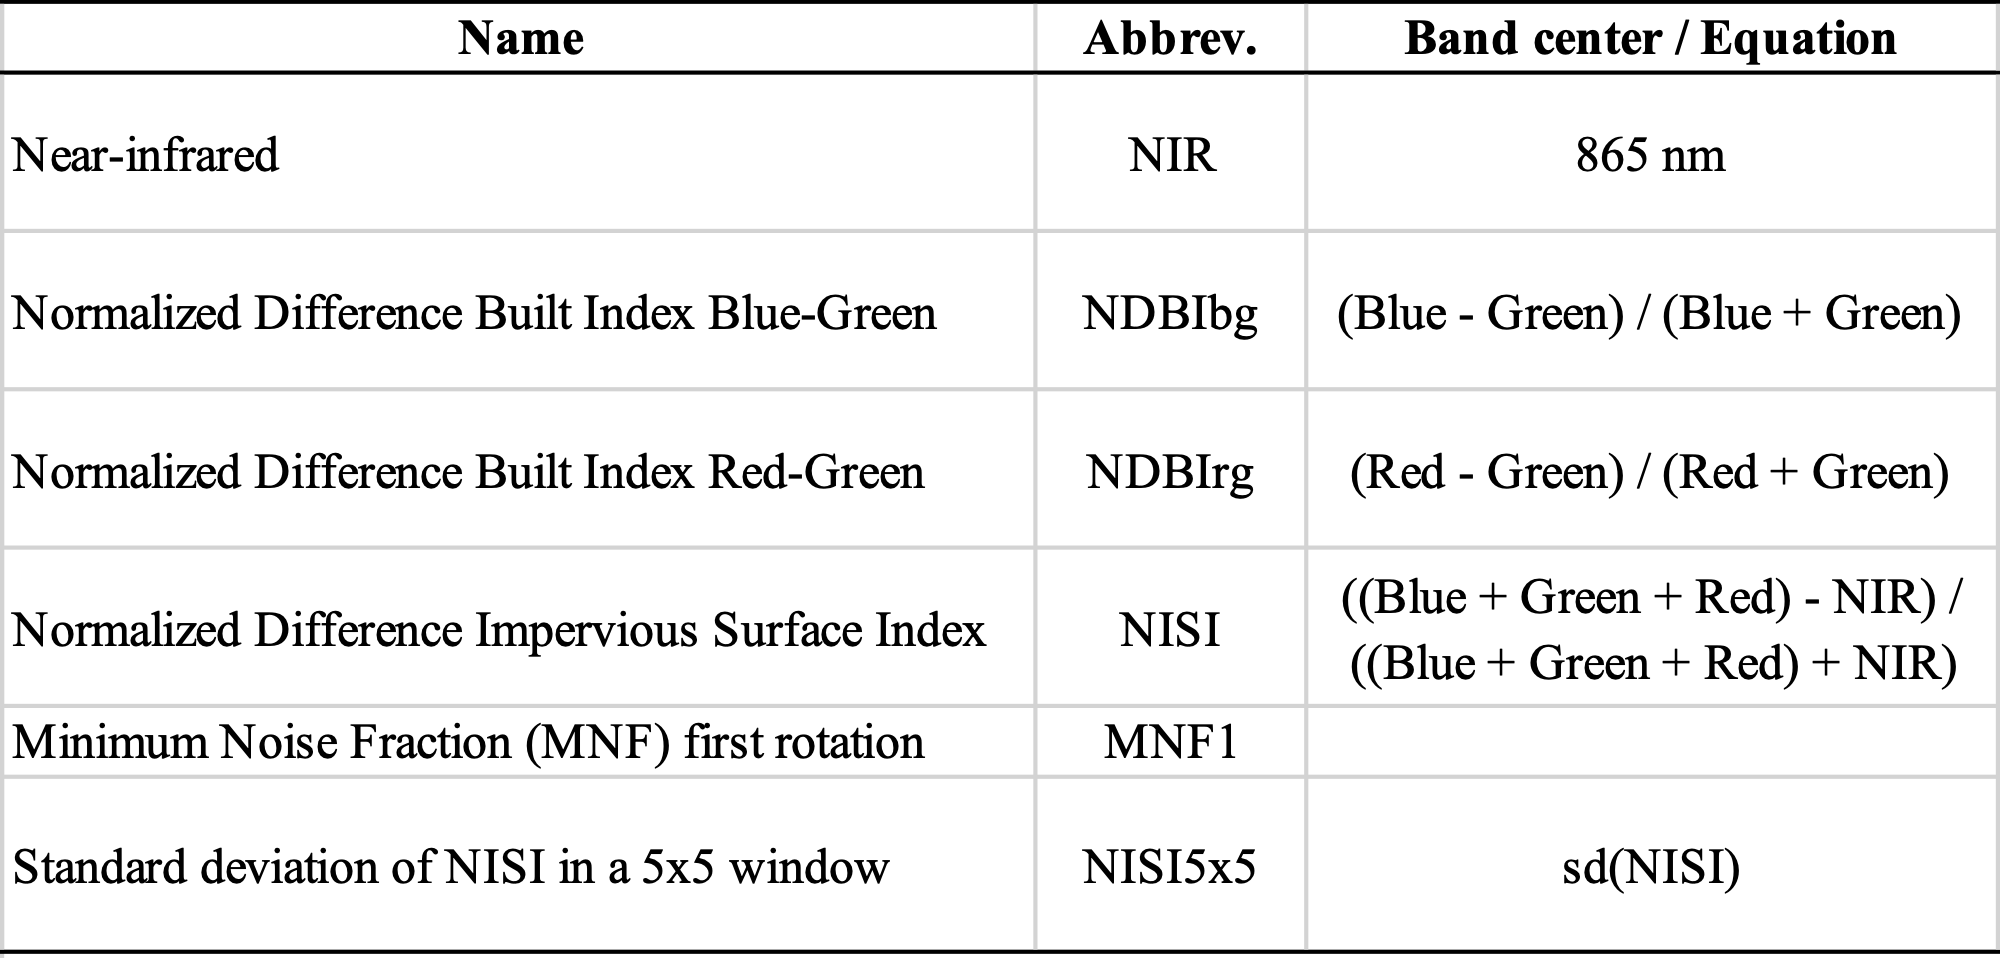 Name Abbrev. Band center / Equation
Near-infrared NIR 865 nm
Normalized Difference Built Index Blue-Green NDBIbg (Blue - Green) / (Blue + Green)
Normalized Difference Built Index Red-Green NDBIrg (Red - Green) / (Red + Green)
Normalized Difference Impervious Surface Index NISI ((Blue + Green + Red) - NIR) /
((Blue + Green + Red) + NIR)
Minimum Noise Fraction (MNF) first rotation MNF1
Standard deviation of NISI in a 5x5 window NISI5x5 sd(NISI)